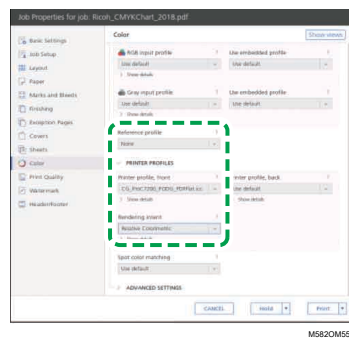 Job Properties for job: Ricoh_CMYKChart_2018.pdf
Basic Settings
Job Setup
Layout
Paper
Marks and Bleeds
Finishing
Exception Pages
Covers
Sheets
Color
Print Quality
Watermark
Header/Footer
Color
RGB input profile ?
Use embedded profile ?
Use default
Use default
Show details
Gray input profile ?
Use embedded profile ?
Use default
Use default
Show details
Reference profile ?
None
PRINTER PROFILES
Printer profile, front ?
Printer profile, back ?
Use default
Show details
Show details
Rendering intent ?
Relative Colorimetric
Spot color matching ?
Use default
ADVANCED SETTINGS
CANCEL
Print
M582OM55